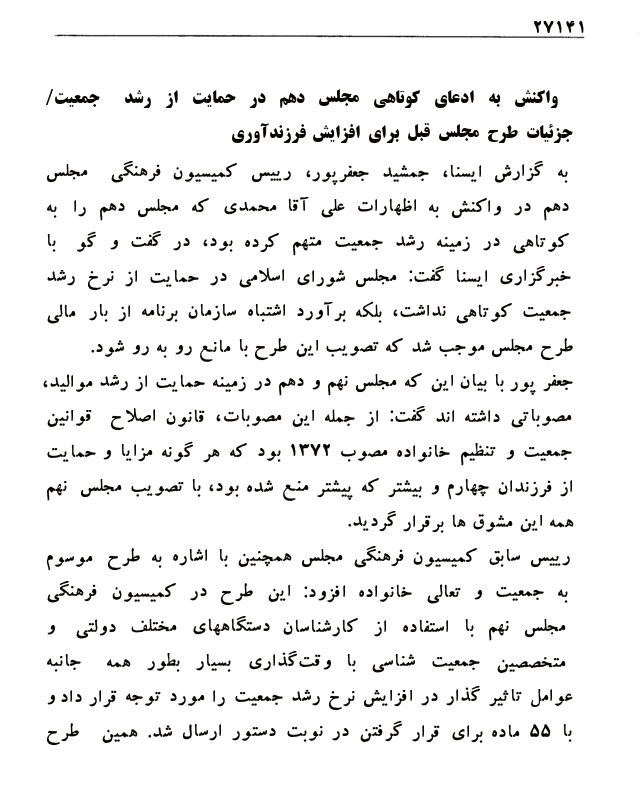 ۲۷۱۴۱
واکنش به ادعای کوتاهی مجلس دهم در حمایت از رشد جمعیت/
جزئیات طرح مجلس قبل برای افزایش فرزندآوری
به گزارش ایسنا، جمشید جعفرپور، رییس کمیسیون فرهنگی مجلس
دهم در واکنش به اظهارات علی آقا محمدی که مجلس دهم را به
کوتاهی در زمینه رشد جمعیت متهم کرده بود، در گفت و گو با
خبرگزاری ایسنا گفت: مجلس شورای اسلامی در حمایت از نرخ رشد
جمعیت کوتاهی نداشت، بلکه برآورد اشتباه سازمان برنامه از بار مالی
طرح مجلس موجب شد که تصویب این طرح با مانع رو به رو شود.
جعفر پور با بیان این که مجلس نهم و دهم در زمینه حمایت از رشد موالید،
مصوباتی داشته اند گفت: از جمله این مصوبات، قانون اصلاح قوانین
جمعیت و تنظیم خانواده مصوب ۱۳۷۲ بود که هر گونه مزایا و حمایت
از فرزندان چهارم و بیشتر که پیشتر منع شده بود، با تصویب مجلس نهم
همه این مشوق ها برقرار گردید.
رییس سابق کمیسیون فرهنگی مجلس همچنین با اشاره به طرح موسوم
به جمعیت و تعالی خانواده افزود: این طرح در کمیسیون فرهنگی
مجلس نهم با استفاده از کارشناسان دستگاههای مختلف دولتی و
متخصصین جمعیت شناسی با وقت‌گذاری بسیار بطور همه جانبه
عوامل تاثیر گذار در افزایش نرخ رشد جمعیت را مورد توجه قرار داد و
با ۵۵ ماده برای قرار گرفتن در نوبت دستور ارسال شد. همین طرح